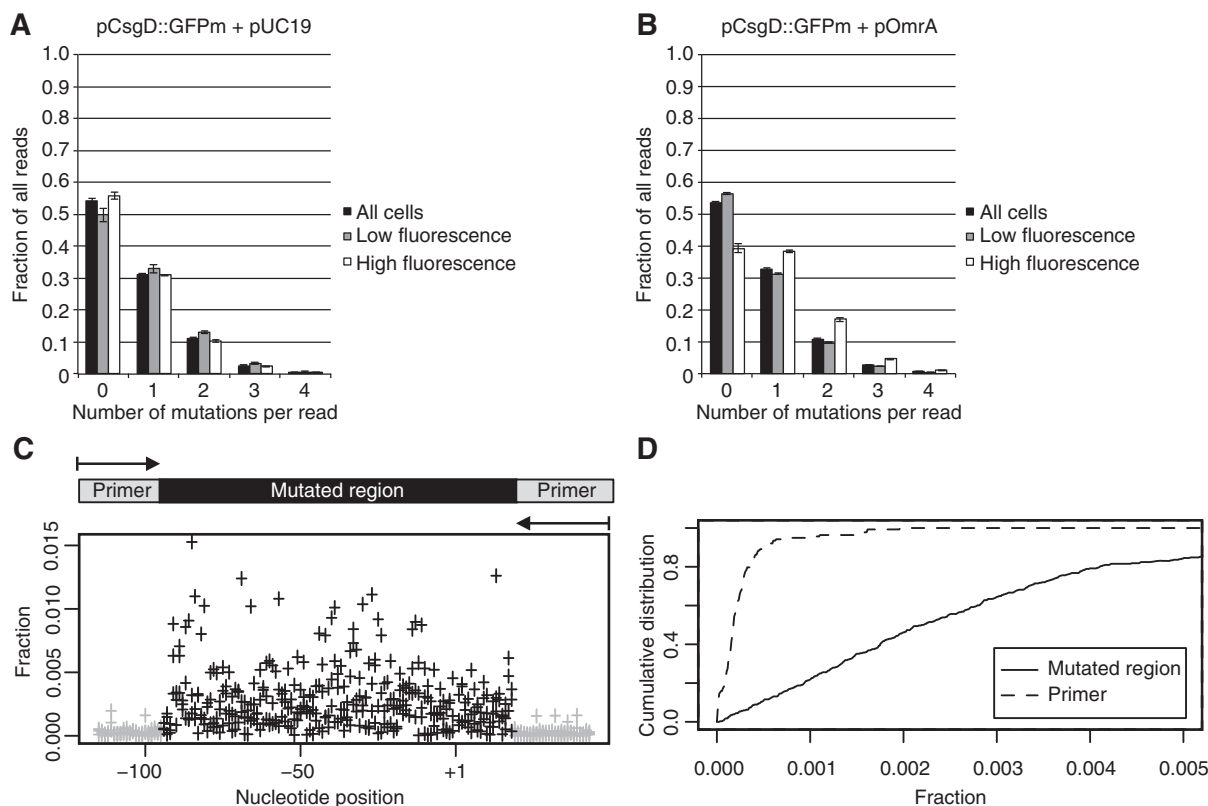 A
pCsgD::GFPm + pUC19
Fraction of all reads
1.0
0.9
0.8
0.7
0.6
0.5
0.4
0.3
0.2
0.1
0
0 1 2 3 4
Number of mutations per read
All cells
Low fluorescence
High fluorescence
B
pCsgD::GFPm + pOmrA
Fraction of all reads
1.0
0.9
0.8
0.7
0.6
0.5
0.4
0.3
0.2
0.1
0
0 1 2 3 4
Number of mutations per read
All cells
Low fluorescence
High fluorescence
C
Primer Mutated region Primer
Fraction
0.015
0.010
0.005
0.000
−100 −50 +1
Nucleotide position
D
Cumulative distribution
0.8
0.4
0.0
Mutated region
Primer
0.000 0.001 0.002 0.003 0.004 0.005
Fraction